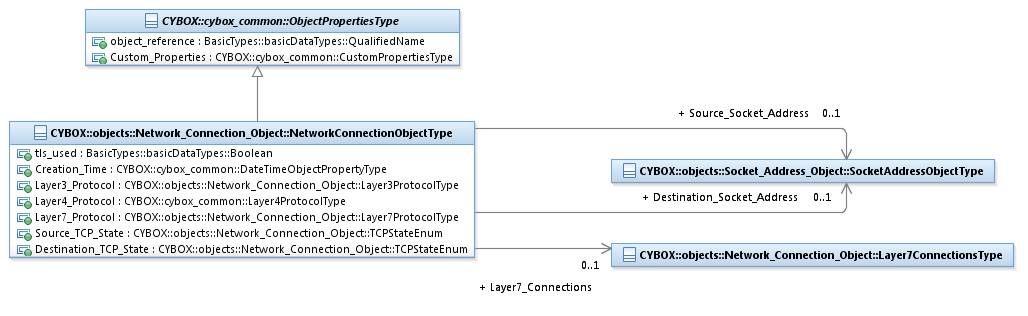 CYBOX::cybox_common::ObjectPropertiesType
object_reference : BasicTypes::basicDataTypes::QualifiedName
Custom_Properties : CYBOX::cybox_common::CustomPropertiesType
CYBOX::objects::Network_Connection_Object::NetworkConnectionObjectType
tls_used : BasicTypes::basicDataTypes::Boolean
Creation_Time : CYBOX::cybox_common::DateTimeObjectPropertyType
Layer3_Protocol : CYBOX::objects::Network_Connection_Object::Layer3ProtocolType
Layer4_Protocol : CYBOX::cybox_common::Layer4ProtocolType
Layer7_Protocol : CYBOX::objects::Network_Connection_Object::Layer7ProtocolType
Source_TCP_State : CYBOX::objects::Network_Connection_Object::TCPStateEnum
Destination_TCP_State : CYBOX::objects::Network_Connection_Object::TCPStateEnum
+ Source_Socket_Address 0..1
CYBOX::objects::Socket_Address_Object::SocketAddressObjectType
+ Destination_Socket_Address 0..1
CYBOX::objects::Network_Connection_Object::Layer7ConnectionsType
0..1
+ Layer7_Connections